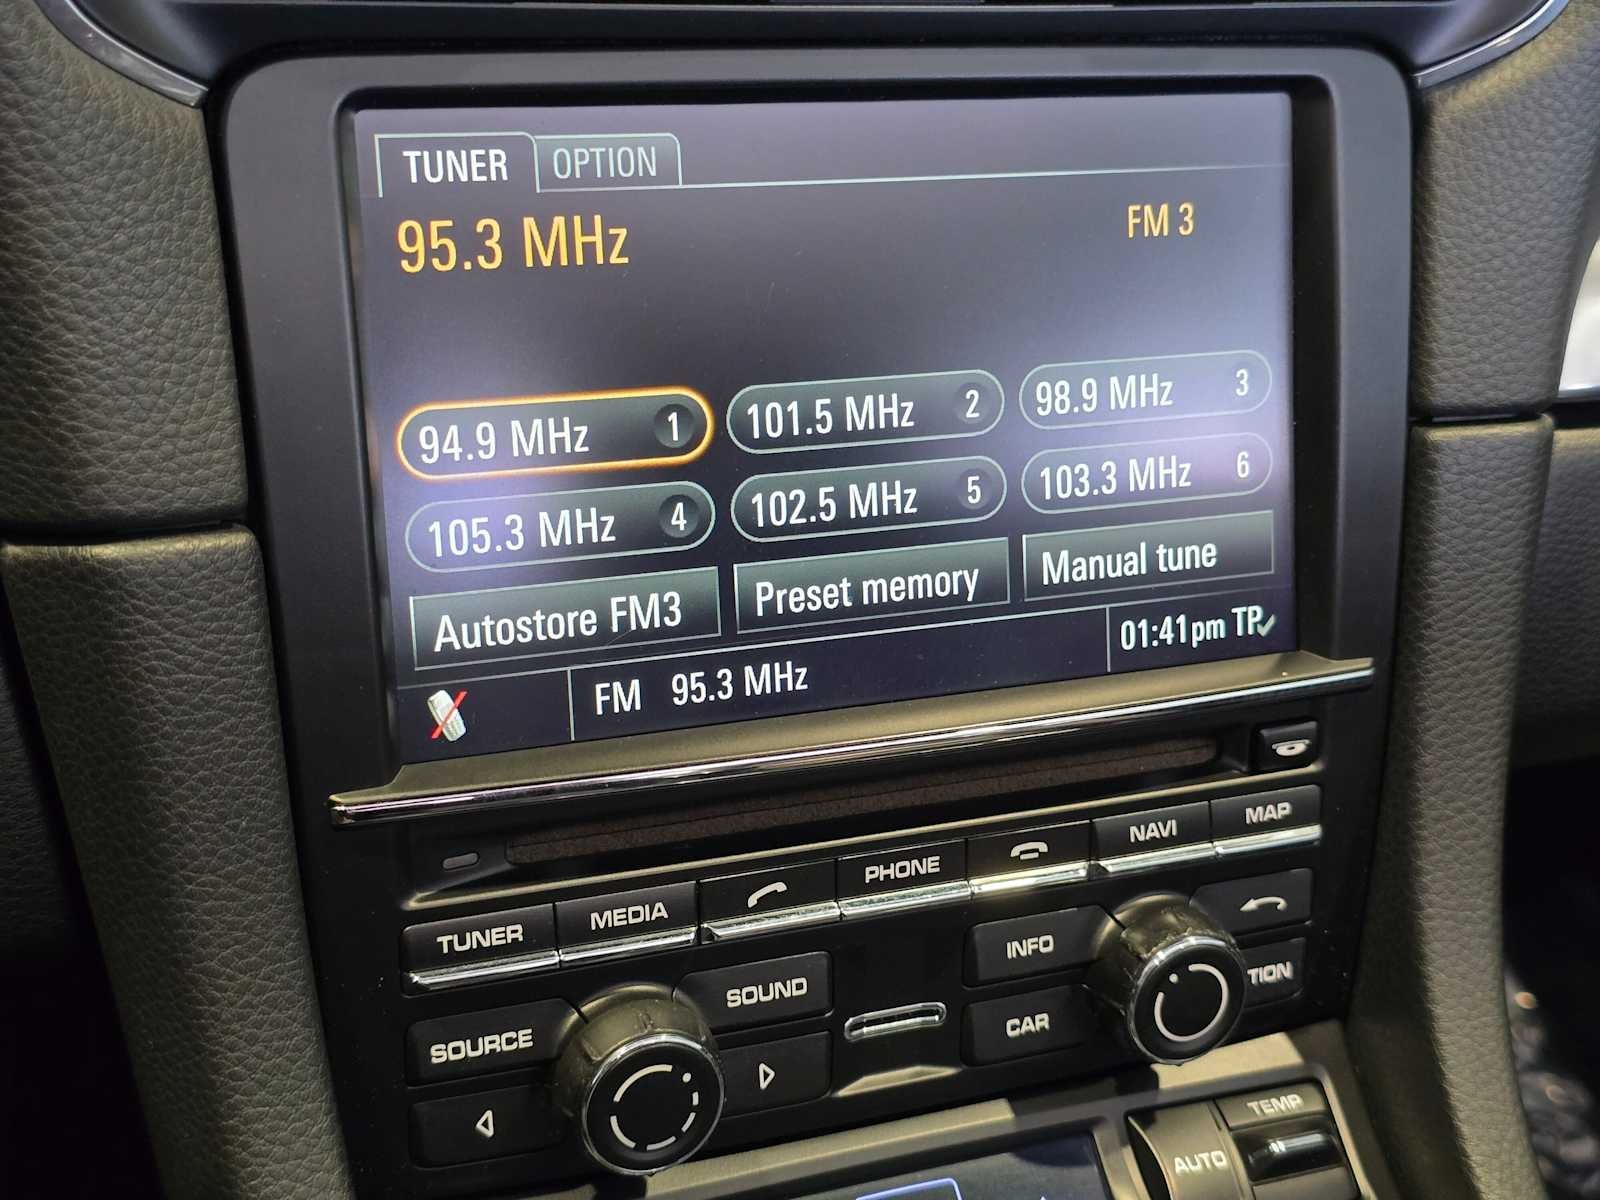 TUNER OPTION
95.3 MHz FM 3
94.9 MHz 1 101.5 MHz 2 98.9 MHz 3
105.3 MHz 4 102.5 MHz 5 103.3 MHz 6
Autostore FM3 Preset memory Manual tune
FM 95.3 MHz 01:41pm TP
TUNER MEDIA PHONE NAVI MAP
SOURCE SOUND INFO CAR TION
AUTO TEMP